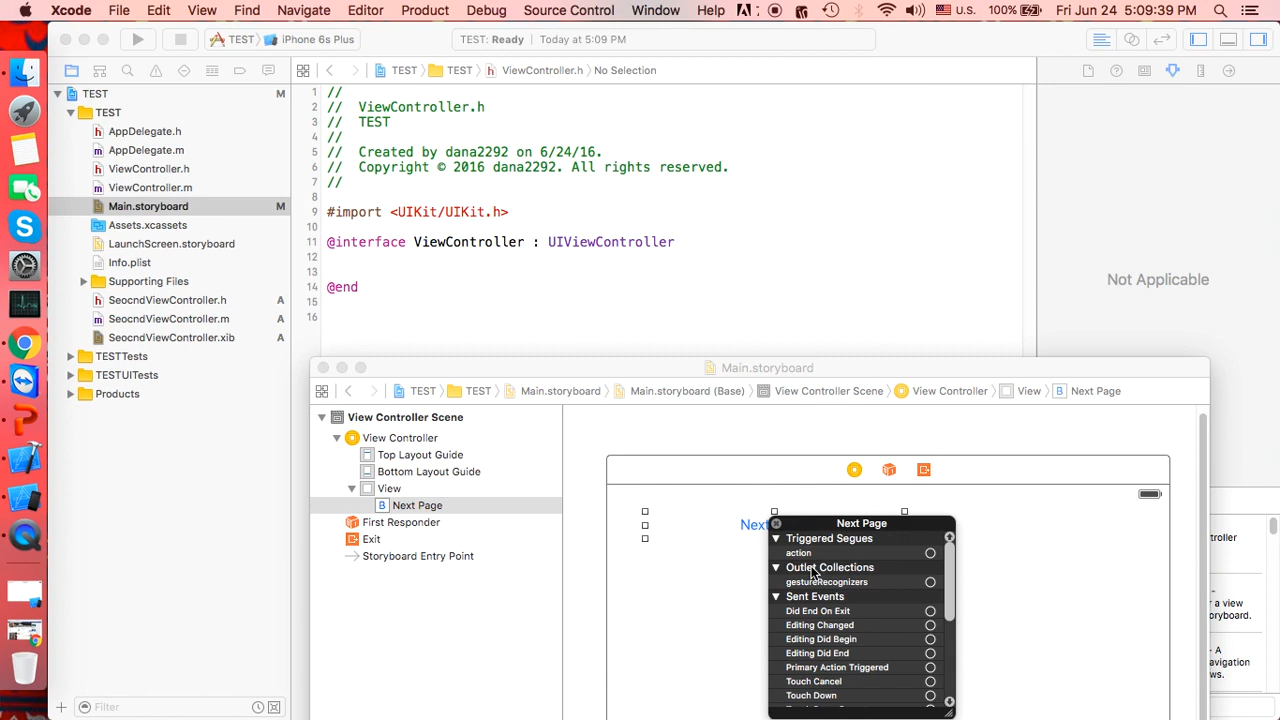 Xcode File Edit View Find Navigate Editor Product Debug Source Control Window Help U.S. 100% Fri Jun 24 5:09:39 PM
TEST iPhone 6s Plus TEST: Ready Today at 5:09 PM
TEST TEST ViewController.h No Selection
TEST M
TEST
AppDelegate.h
AppDelegate.m
ViewController.h
ViewController.m
Main.storyboard M
Assets.xcassets
LaunchScreen.storyboard
Info.plist
Supporting Files
SeocndViewController.h A
SeocndViewController.m A
SeocndViewController.xib A
TESTTests
TESTUITests
Products
Filter
1 //
2 // ViewController.h
3 // TEST
4 //
5 // Created by dana2292 on 6/24/16.
6 // Copyright © 2016 dana2292. All rights reserved.
7 //
8
9 #import <UIKit/UIKit.h>
10
11 @interface ViewController : UIViewController
12
13
14 @end
15
16
Not Applicable
Main.storyboard
TEST TEST Main.storyboard Main.storyboard (Base) View Controller Scene View Controller View B Next Page
View Controller Scene
View Controller
Top Layout Guide
Bottom Layout Guide
View
B Next Page
First Responder
Exit
Storyboard Entry Point
Next
Next Page
Triggered Segues
action
Outlet Collections
gestureRecognizers
Sent Events
Did End On Exit
Editing Changed
Editing Did Begin
Editing Did End
Primary Action Triggered
Touch Cancel
Touch Down
ntroller
-
r a view
toryboard.
- A
navigation
ews.